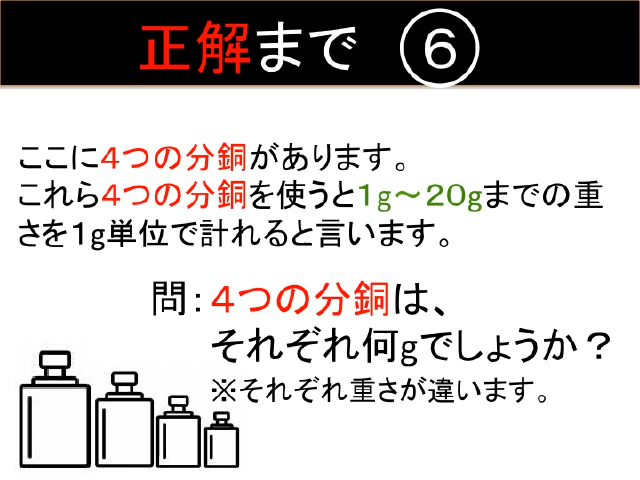 正解まで ⑥
ここに４つの分銅があります。
これら４つの分銅を使うと1g～20gまでの重
さを１g単位で計れると言います。
問：４つの分銅は、
それぞれ何gでしょうか？
※それぞれ重さが違います。